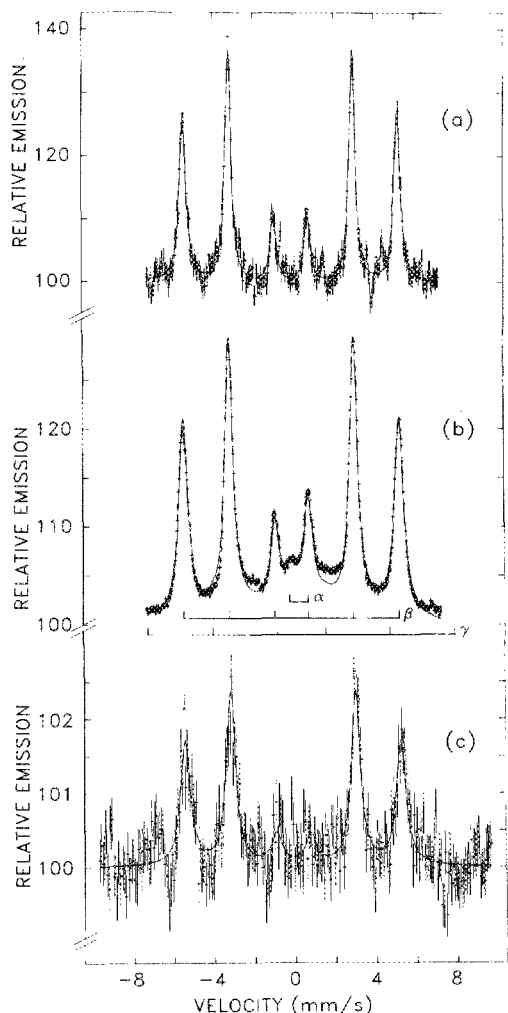 140
120
100
RELATIVE EMISSION
(a)
120
110
100
RELATIVE EMISSION
(b)
α
β
γ
102
101
100
RELATIVE EMISSION
(c)
-8 -4 0 4 8
VELOCITY (mm/s)